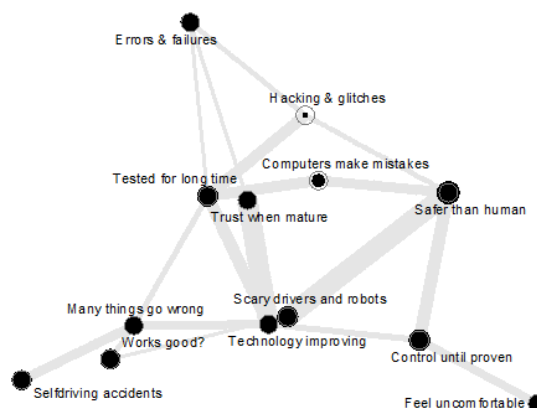 Errors & failures
Hacking & glitches
Computers make mistakes
Tested for long time
Trust when mature
Safer than human
Scary drivers and robots
Many things go wrong
Works good?
Technology improving
Control until proven
Selfdriving accidents
Feel uncomfortable